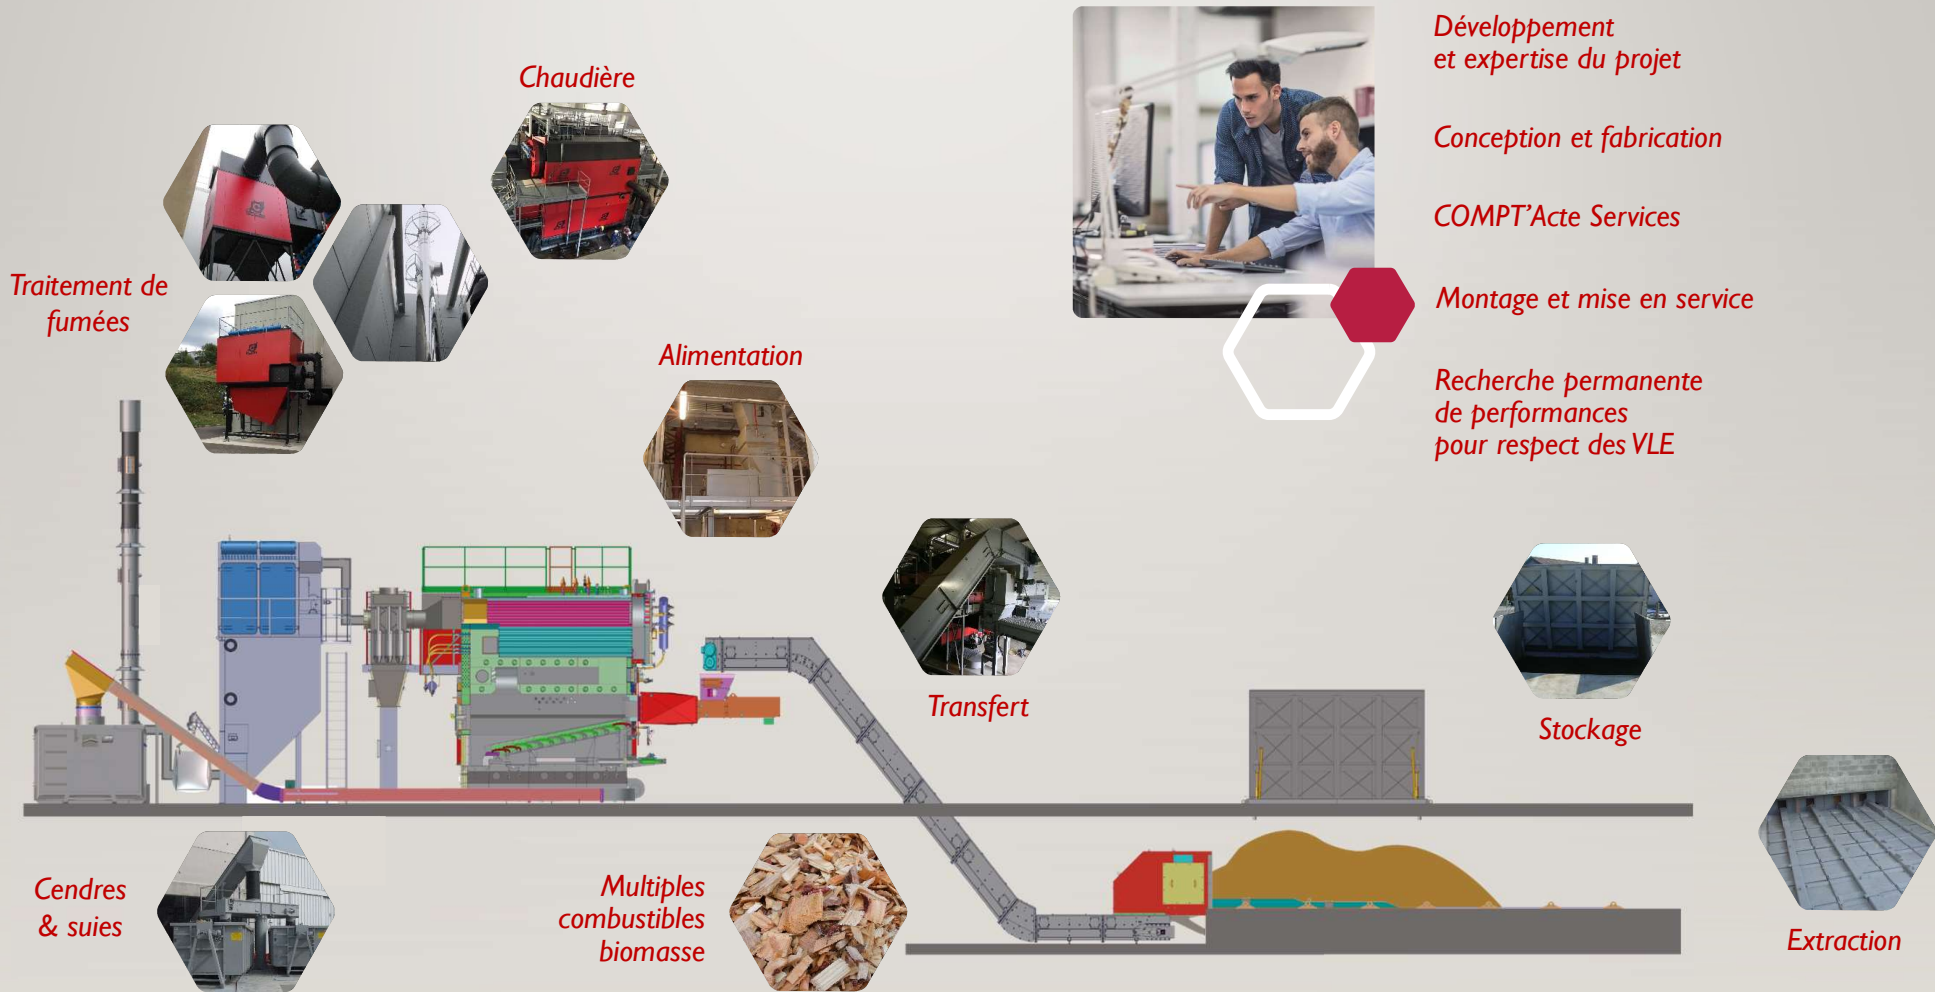 Développement
et expertise du projet
Chaudière
Conception et fabrication
COMPT'Acte Services
Traitement de
fumées
Montage et mise en service
Alimentation
Recherche permanente
de performances
pour respect des VLE
Transfert
Stockage
Cendres
& suies
Multiples
combustibles
biomasse
Extraction